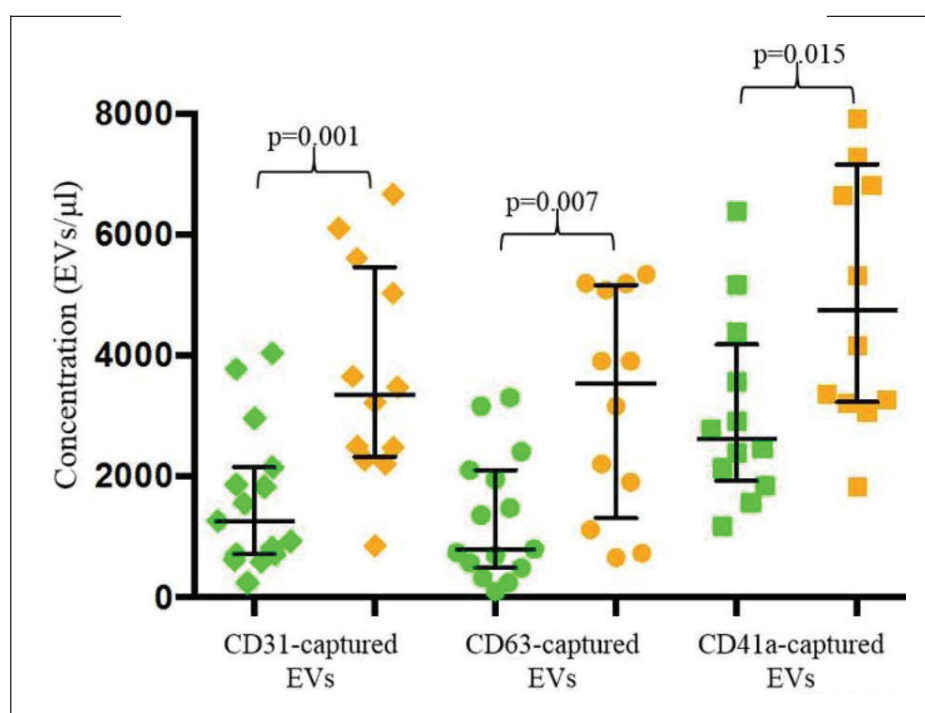 p=0.015
8000
p=0.001
p=0.007
6000
4000
2000
0
Concentration (EVs/µl)
CD31-captured
EVs
CD63-captured
EVs
CD41a-captured
EVs